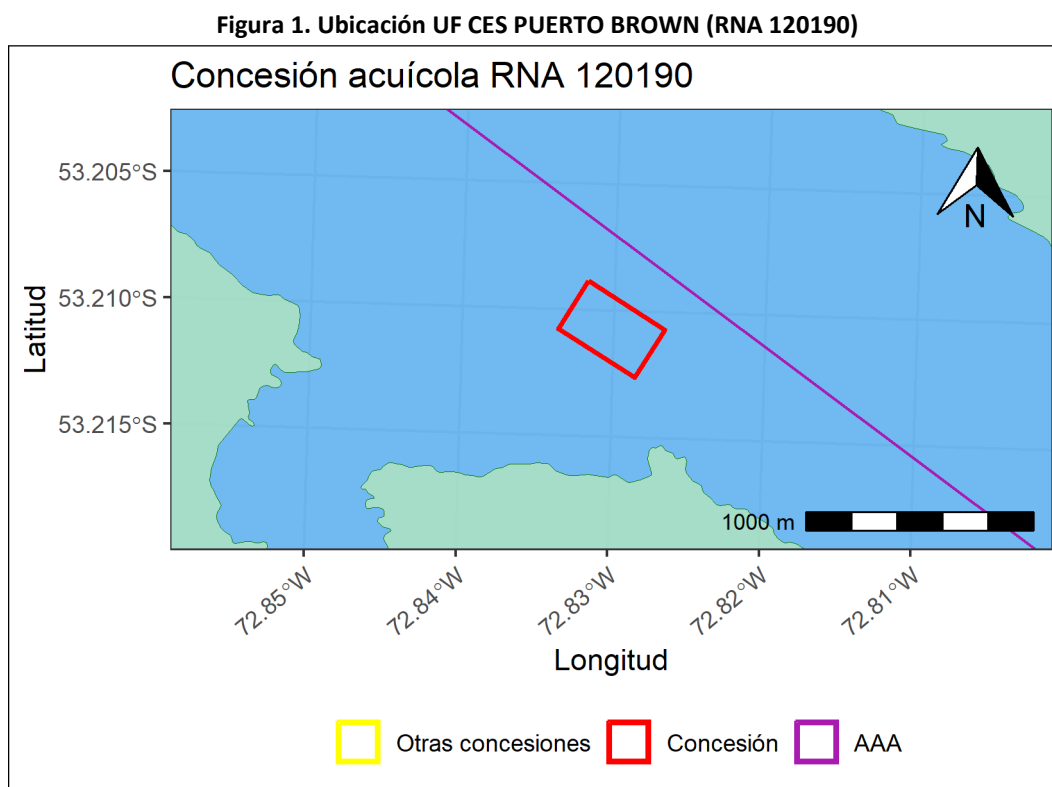 Figura 1. Ubicación UF CES PUERTO BROWN (RNA 120190)
Concesión acuícola RNA 120190
53.205°S
53.210°S
53.215°S
Latitud
N
1000 m
72.85°W
72.84°W
72.83°W
72.82°W
72.81°W
Longitud
Otras concesiones
Concesión
AAA